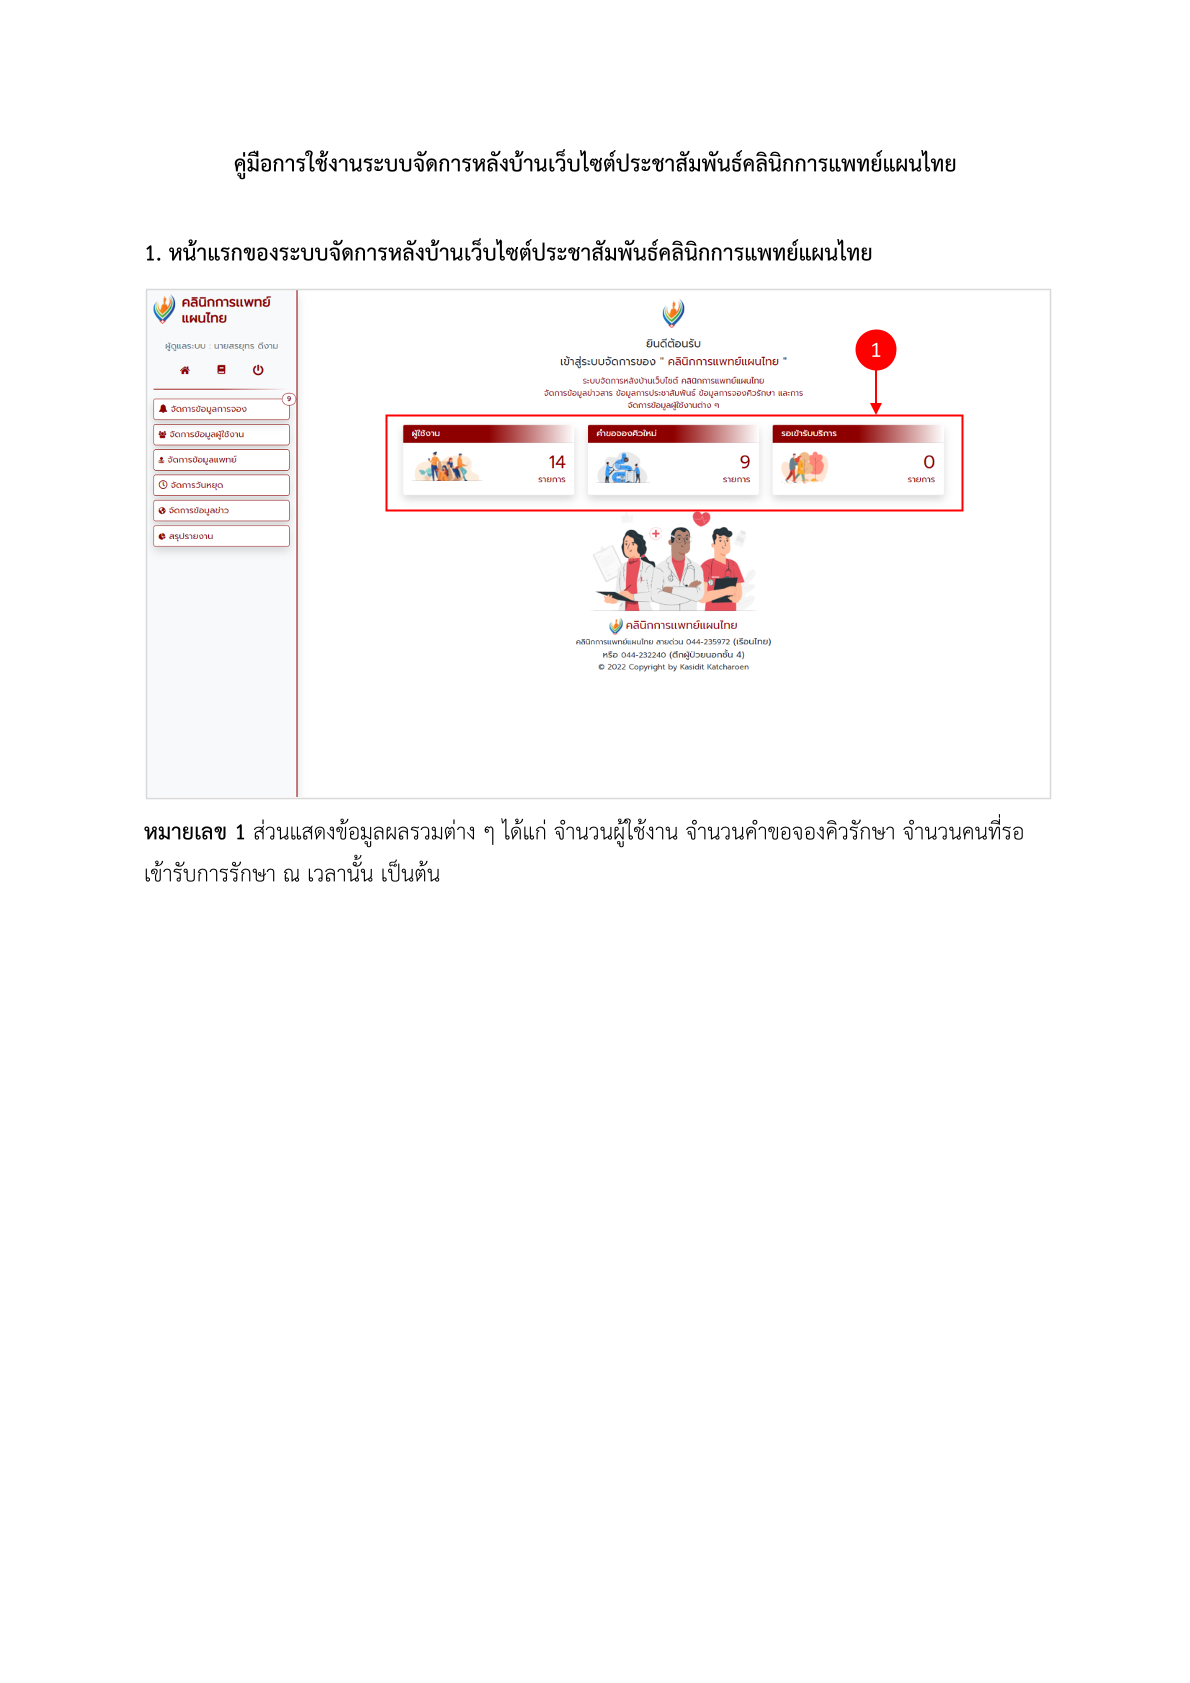 คู่มือการใช้งานระบบจัดการหลังบ้านเว็บไซต์ประชาสัมพันธ์คลินิกการแพทย์แผนไทย
1. หน้าแรกของระบบจัดการหลังบ้านเว็บไซต์ประชาสัมพันธ์คลินิกการแพทย์แผนไทย
คลินิกการแพทย์
แผนไทย
ผู้ดูแลระบบ : นายสรยุทธ ดีงาม
9
จัดการข้อมูลการจอง
จัดการข้อมูลผู้ใช้งาน
จัดการข้อมูลแพทย์
จัดการวันหยุด
จัดการข้อมูลข่าว
สรุปรายงาน
ยินดีต้อนรับ
เข้าสู่ระบบจัดการของ " คลินิกการแพทย์แผนไทย "
ระบบจัดการหลังบ้านเว็บไซต์ คลินิกการแพทย์แผนไทย
จัดการข้อมูลข่าวสาร ข้อมูลการประชาสัมพันธ์ ข้อมูลการจองคิวรักษา และการ
จัดการข้อมูลผู้ใช้งานต่าง ๆ
1
ผู้ใช้งาน
14
รายการ
คำขอจองคิวใหม่
9
รายการ
รอเข้ารับบริการ
0
รายการ
คลินิกการแพทย์แผนไทย
คลินิกการแพทย์แผนไทย สายด่วน 044-235972 (เรือนไทย)
หรือ 044-232240 (ตึกผู้ป่วยนอกชั้น 4)
© 2022 Copyright by Kasidit Katcharoen
หมายเลข 1 ส่วนแสดงข้อมูลผลรวมต่าง ๆ ได้แก่ จำนวนผู้ใช้งาน จำนวนคำขอจองคิวรักษา จำนวนคนที่รอ
เข้ารับการรักษา ณ เวลานั้น เป็นต้น